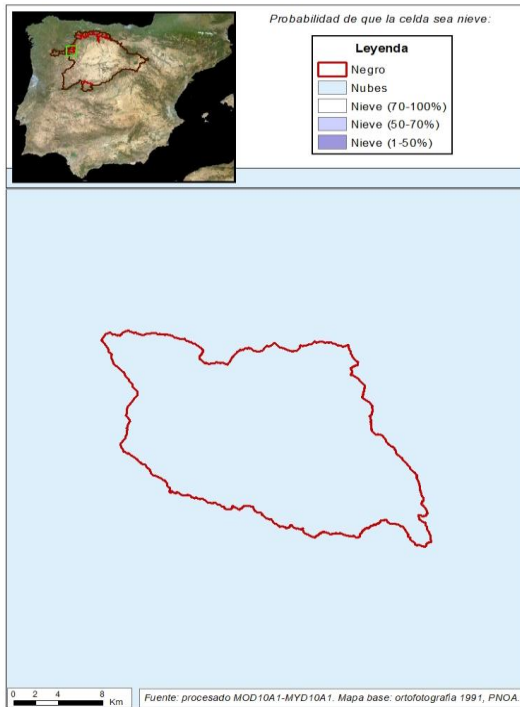 Probabilidad de que la celda sea nieve:
Leyenda
Negro
Nubes
Nieve (70-100%)
Nieve (50-70%)
Nieve (1-50%)
0 2 4 8
Km
Fuente: procesado MOD10A1-MYD10A1. Mapa base: ortofotografía 1991, PNOA.